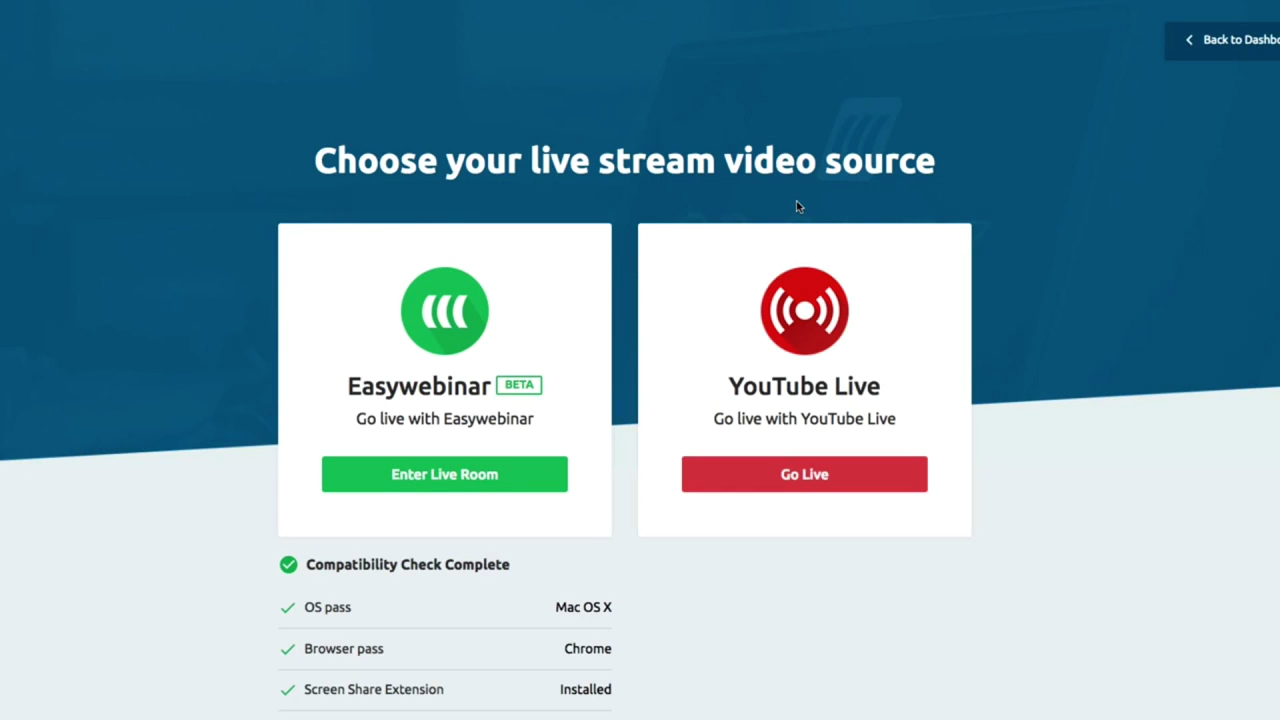 Back to Dashbo
Choose your live stream video source
Easywebinar BETA
Go live with Easywebinar
Enter Live Room
YouTube Live
Go live with YouTube Live
Go Live
Compatibility Check Complete
OS pass Mac OS X
Browser pass Chrome
Screen Share Extension Installed